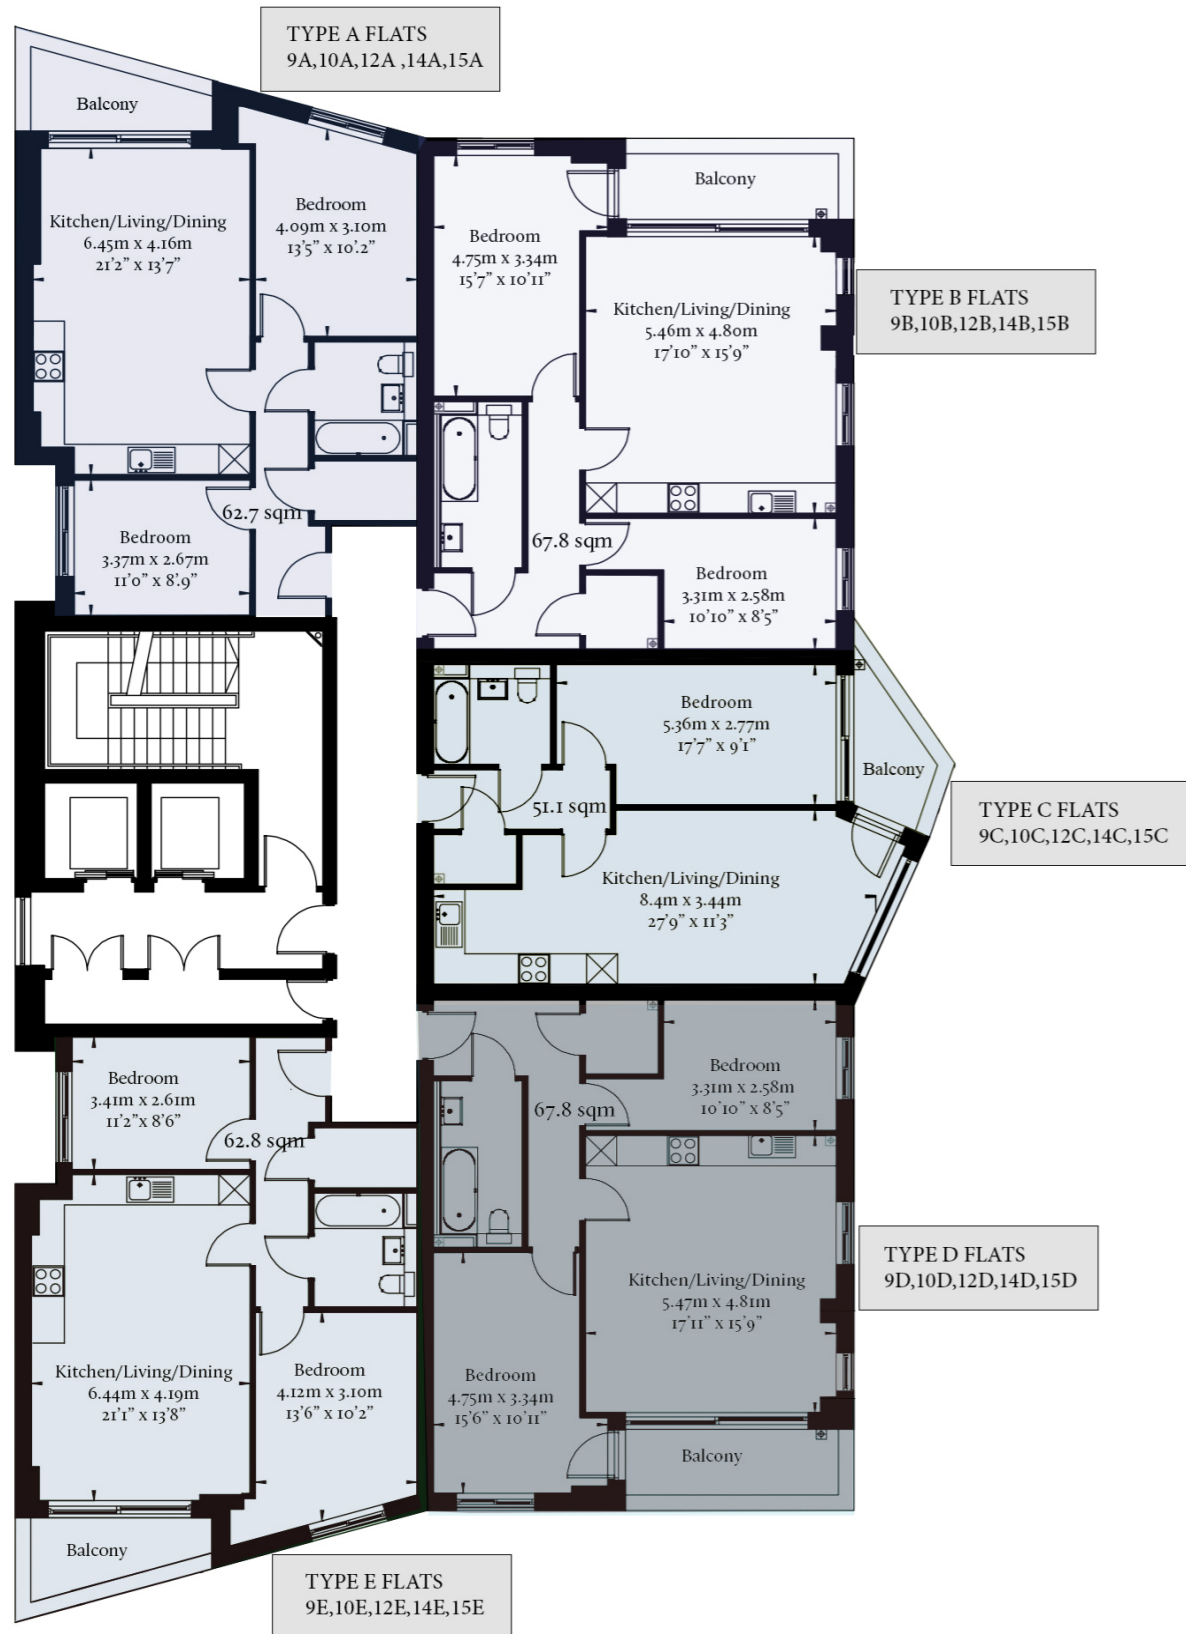 TYPE A FLATS
9A,10A,12A ,14A,15A
Balcony
Kitchen/Living/Dining
6.45m x 4.16m
21'2" x 13'7"
Bedroom
4.09m x 3.10m
13'5" x 10'.2"
62.7 sqm
Bedroom
3.37m x 2.67m
11'0" x 8'.9"
Balcony
Bedroom
4.75m x 3.34m
15'7" x 10'11"
Kitchen/Living/Dining
5.46m x 4.80m
17'10" x 15'9"
TYPE B FLATS
9B,10B,12B,14B,15B
67.8 sqm
Bedroom
3.31m x 2.58m
10'10" x 8'5"
Bedroom
5.36m x 2.77m
17'7" x 9'1"
Balcony
51.1 sqm
TYPE C FLATS
9C,10C,12C,14C,15C
Kitchen/Living/Dining
8.4m x 3.44m
27'9" x 11'3"
Bedroom
3.41m x 2.61m
11'2"x 8'6"
62.8 sqm
Bedroom
3.31m x 2.58m
10'10" x 8'5"
67.8 sqm
TYPE D FLATS
9D,10D,12D,14D,15D
Kitchen/Living/Dining
5.47m x 4.81m
17'11" x 15'9"
Bedroom
4.75m x 3.34m
15'6" x 10'11"
Balcony
Kitchen/Living/Dining
6.44m x 4.19m
21'1" x 13'8"
Bedroom
4.12m x 3.10m
13'6" x 10'2"
Balcony
TYPE E FLATS
9E,10E,12E,14E,15E